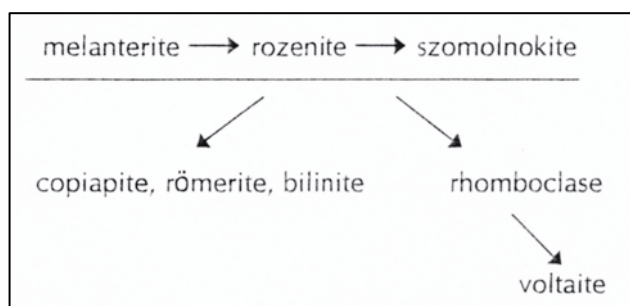 melanterite → rozenite → szomolnokite
copiapite, römerite, bilinite rhomboclase
voltaite